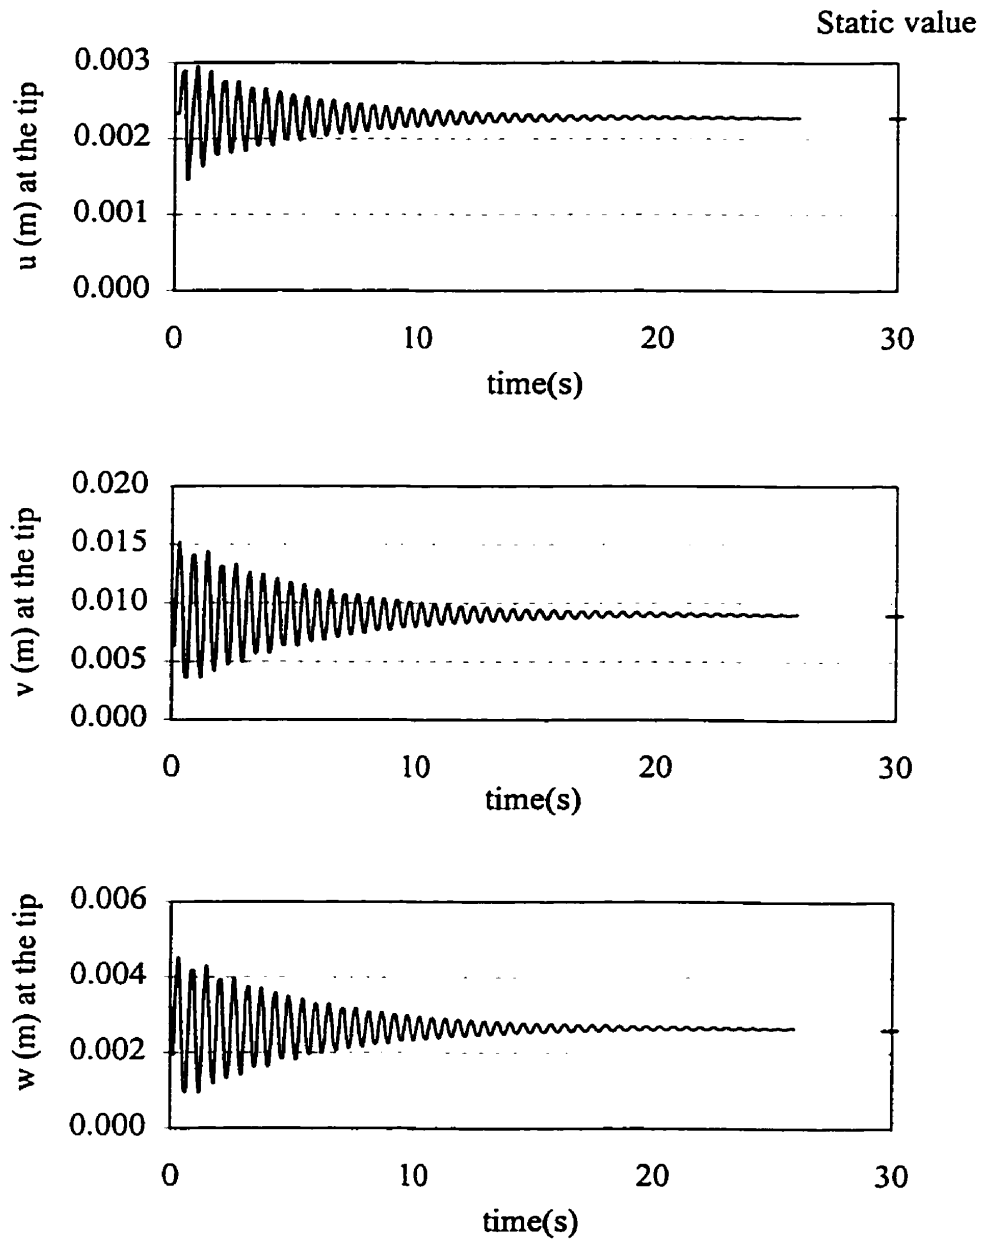 Static value
u (m) at the tip
0.003
0.002
0.001
0.000
0 10 20 30
time(s)
v (m) at the tip
0.020
0.015
0.010
0.005
0.000
0 10 20 30
time(s)
w (m) at the tip
0.006
0.004
0.002
0.000
0 10 20 30
time(s)